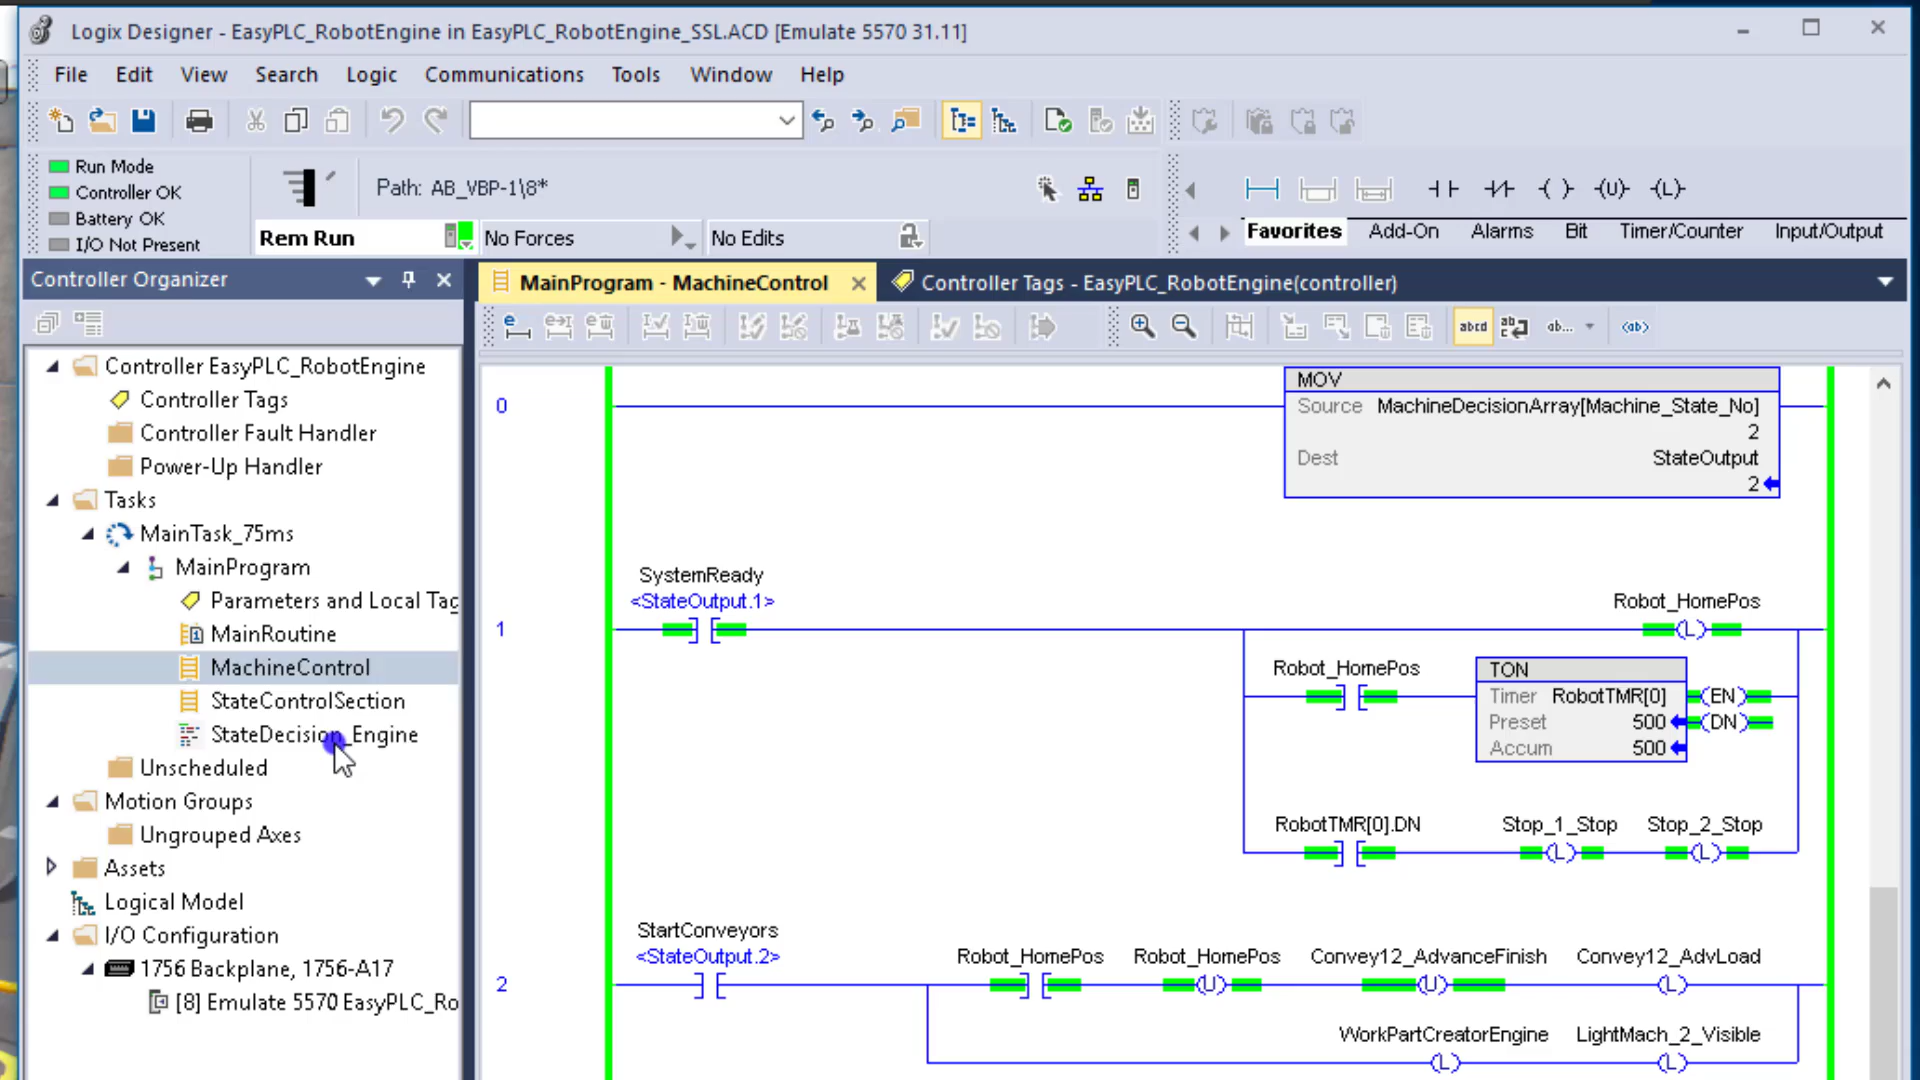 Logix Designer - EasyPLC_RobotEngine in EasyPLC_RobotEngine_SSL.ACD [Emulate 5570 31.11]
File Edit View Search Logic Communications Tools Window Help
Run Mode
Controller OK
Battery OK
I/O Not Present
Path: AB_VBP-1\8*
Rem Run
No Forces
No Edits
Favorites Add-On Alarms Bit Timer/Counter Input/Output
Controller Organizer
MainProgram - MachineControl
Controller Tags - EasyPLC_RobotEngine(controller)
abcd
ab...
<ab>
Controller EasyPLC_RobotEngine
Controller Tags
Controller Fault Handler
Power-Up Handler
Tasks
MainTask_75ms
MainProgram
Parameters and Local Tag
MainRoutine
MachineControl
StateControlSection
StateDecision_Engine
Unscheduled
Motion Groups
Ungrouped Axes
Assets
Logical Model
I/O Configuration
1756 Backplane, 1756-A17
[8] Emulate 5570 EasyPLC_Ro
0
MOV
Source MachineDecisionArray[Machine_State_No]
2
Dest StateOutput
2
1
SystemReady
<StateOutput.1>
Robot_HomePos
L
Robot_HomePos
TON
Timer RobotTMR[0]
Preset 500
Accum 500
EN
DN
RobotTMR[0].DN
Stop_1_Stop
L
Stop_2_Stop
L
2
StartConveyors
<StateOutput.2>
Robot_HomePos
Robot_HomePos
U
Convey12_AdvanceFinish
U
Convey12_AdvLoad
L
WorkPartCreatorEngine
L
LightMach_2_Visible
L